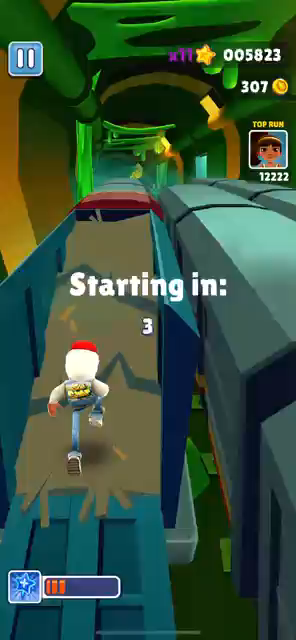 x11 005823
307
TOP RUN
12222
Starting in:
3